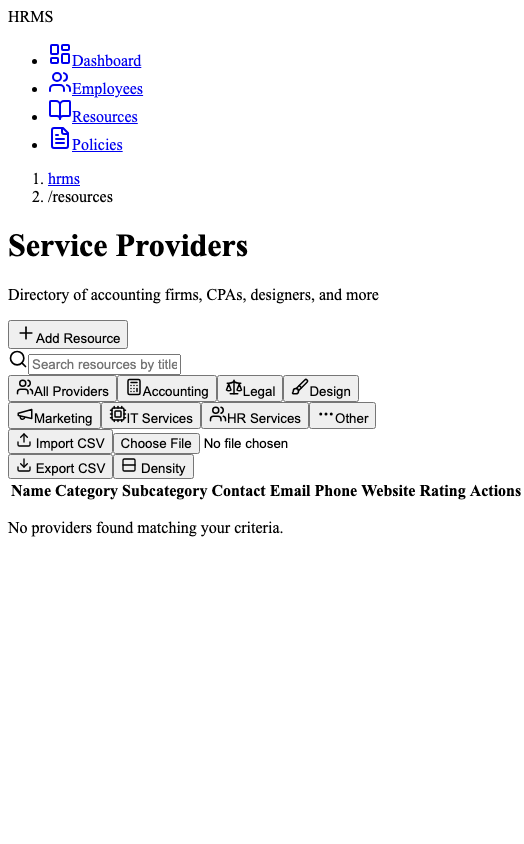 HRMS
Dashboard
Employees
Resources
Policies
1. hrms
2. /resources
Service Providers
Directory of accounting firms, CPAs, designers, and more
Add Resource
Search resources by title
All Providers Accounting Legal Design
Marketing IT Services HR Services Other
Import CSV Choose File No file chosen
Export CSV Density
Name Category Subcategory Contact Email Phone Website Rating Actions
No providers found matching your criteria.